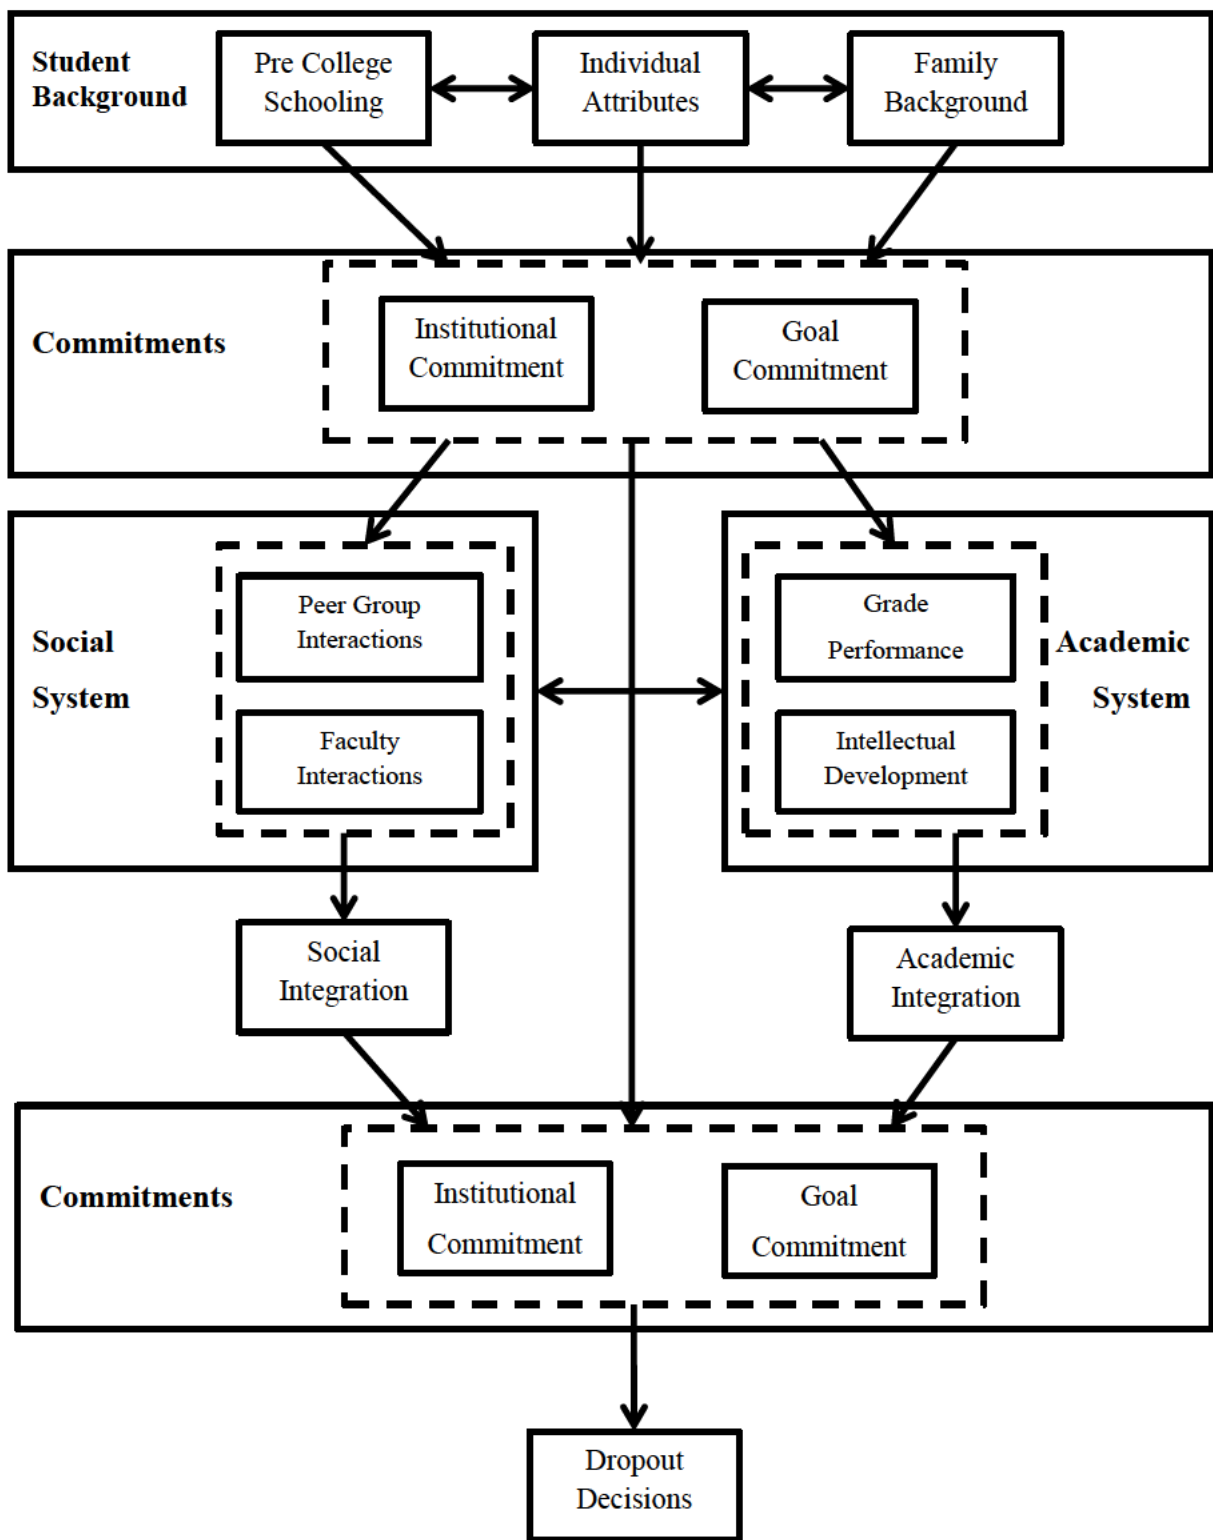 Student
Background
Pre College
Schooling
Individual
Attributes
Family
Background
Commitments
Institutional
Commitment
Goal
Commitment
Social
System
Peer Group
Interactions
Faculty
Interactions
Grade
Performance
Intellectual
Development
Academic
System
Social
Integration
Academic
Integration
Commitments
Institutional
Commitment
Goal
Commitment
Dropout
Decisions